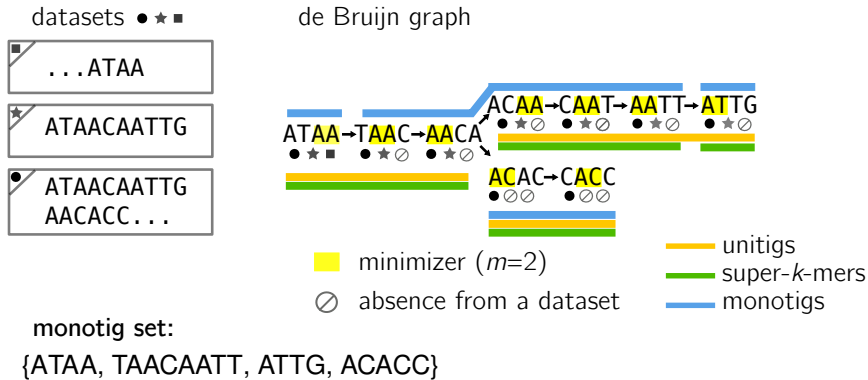 datasets ● ★ ■
de Bruijn graph
...ATAA
ATAACAATTG
ATAACAATTG
AACACC...
ACAA CAAT AATT ATTG
ATAA TAAC AACA
ACAC CACC
minimizer (m=2)
absence from a dataset
unitigs
super-k-mers
monotigs
monotig set:
{ATAA, TAACAATT, ATTG, ACACC}